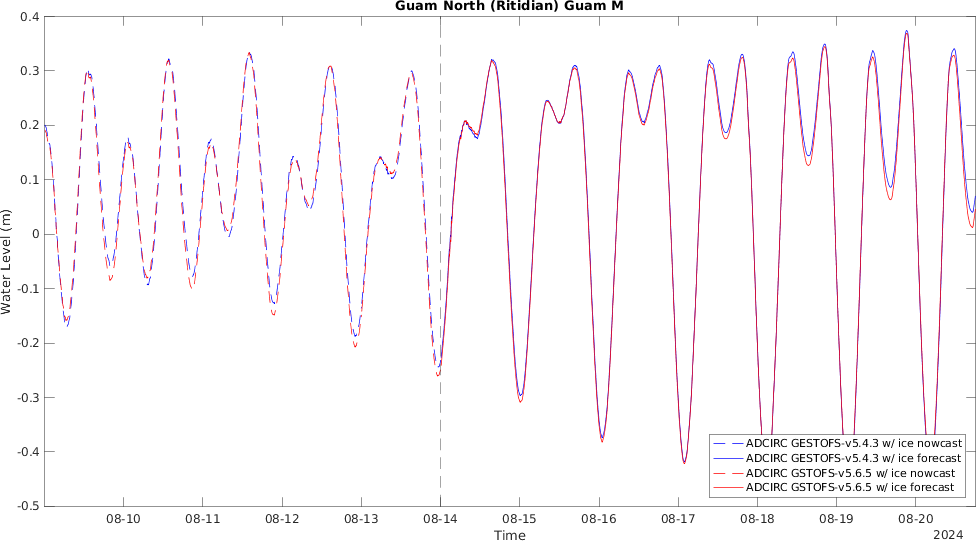 Guam North (Ritidian) Guam M
0.4
0.3
0.2
0.1
0
-0.1
-0.2
-0.3
-0.4
-0.5
Water Level (m)
ADCIRC GESTOFS-v5.4.3 w/ ice nowcast
ADCIRC GESTOFS-v5.4.3 w/ ice forecast
ADCIRC GSTOFS-v5.6.5 w/ ice nowcast
ADCIRC GSTOFS-v5.6.5 w/ ice forecast
08-10 08-11 08-12 08-13 08-14 08-15 08-16 08-17 08-18 08-19 08-20
Time
2024